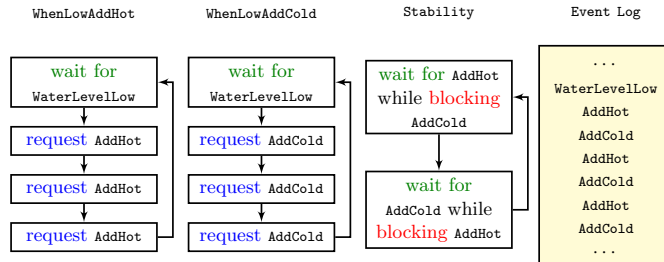 WhenLowAddHot
wait for
WaterLevelLow
request AddHot
request AddHot
request AddHot
WhenLowAddCold
wait for
WaterLevelLow
request AddCold
request AddCold
request AddCold
Stability
wait for AddHot
while blocking
AddCold
wait for
AddCold while
blocking AddHot
Event Log
...
WaterLevelLow
AddHot
AddCold
AddHot
AddCold
AddHot
AddCold
...